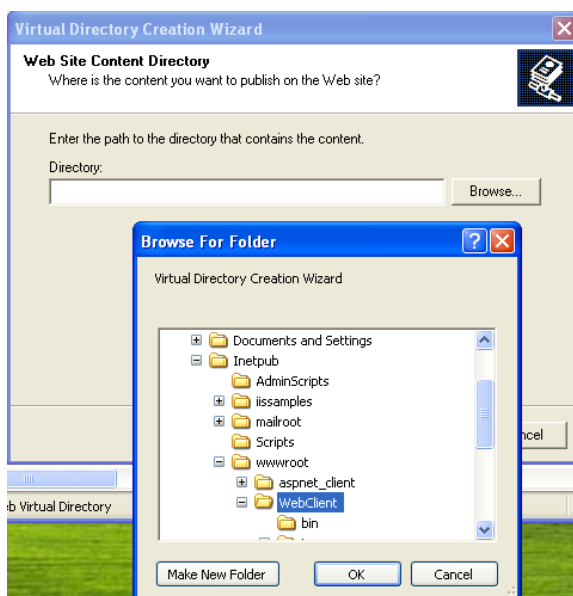 Virtual Directory Creation Wizard
Web Site Content Directory
Where is the content you want to publish on the Web site?
Enter the path to the directory that contains the content.
Directory:
Browse...
Browse For Folder
Virtual Directory Creation Wizard
Documents and Settings
Inetpub
AdminScripts
iissamples
mailroot
Scripts
wwwroot
aspnet_client
WebClient
bin
ncel
eb Virtual Directory
Make New Folder
OK
Cancel